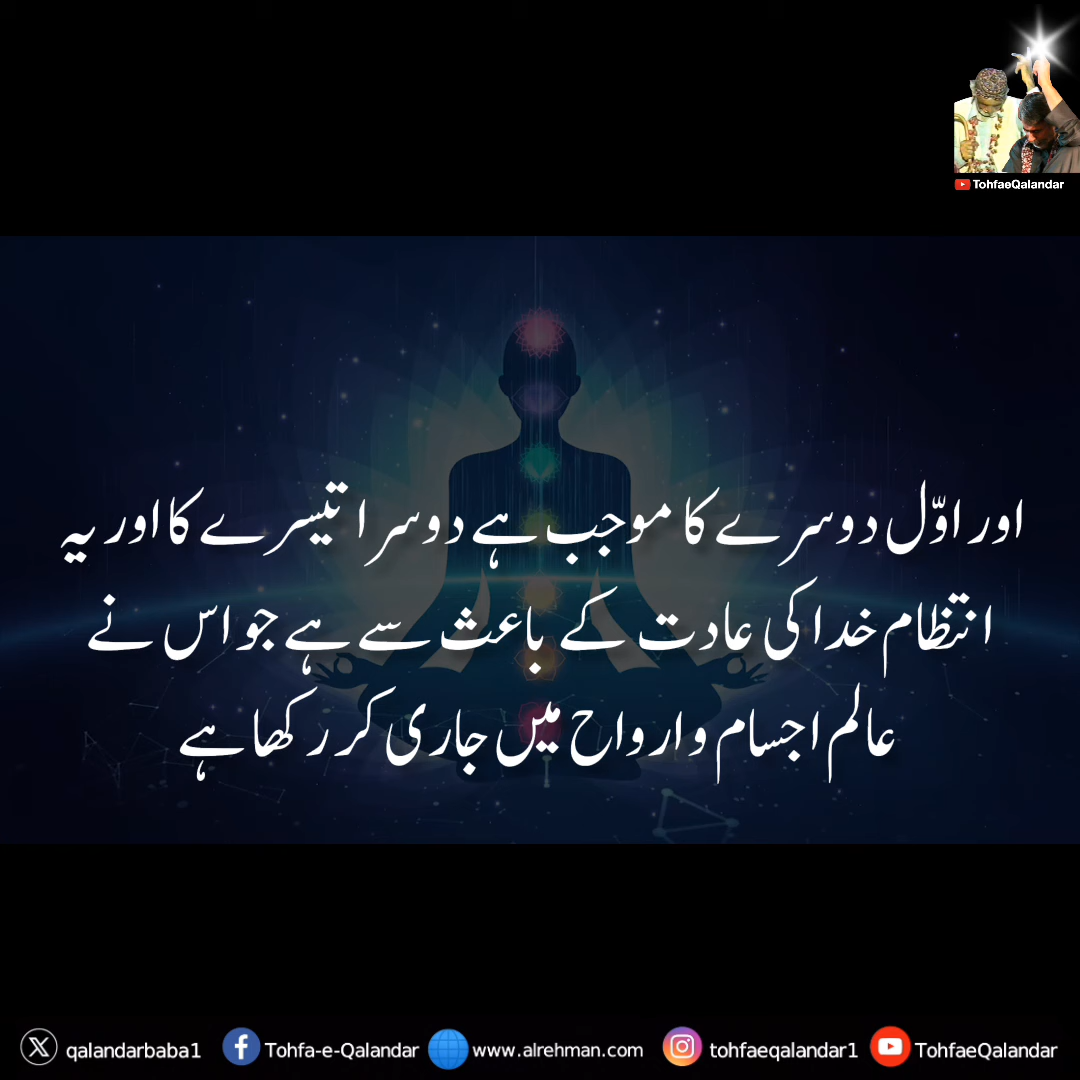 TohfaeQalandar
اور اوّل دوسرے کا موجب ہے دوسرا تیسرے کا اور یہ
انتظام خدا کی عادت کے باعث سے ہے جو اس نے
عالم اجسام و ارواح میں جاری کر رکھا ہے
qalandarbaba1 Tohfa-e-Qalandar www.alrehman.com tohfaeqalandar1 TohfaeQalandar